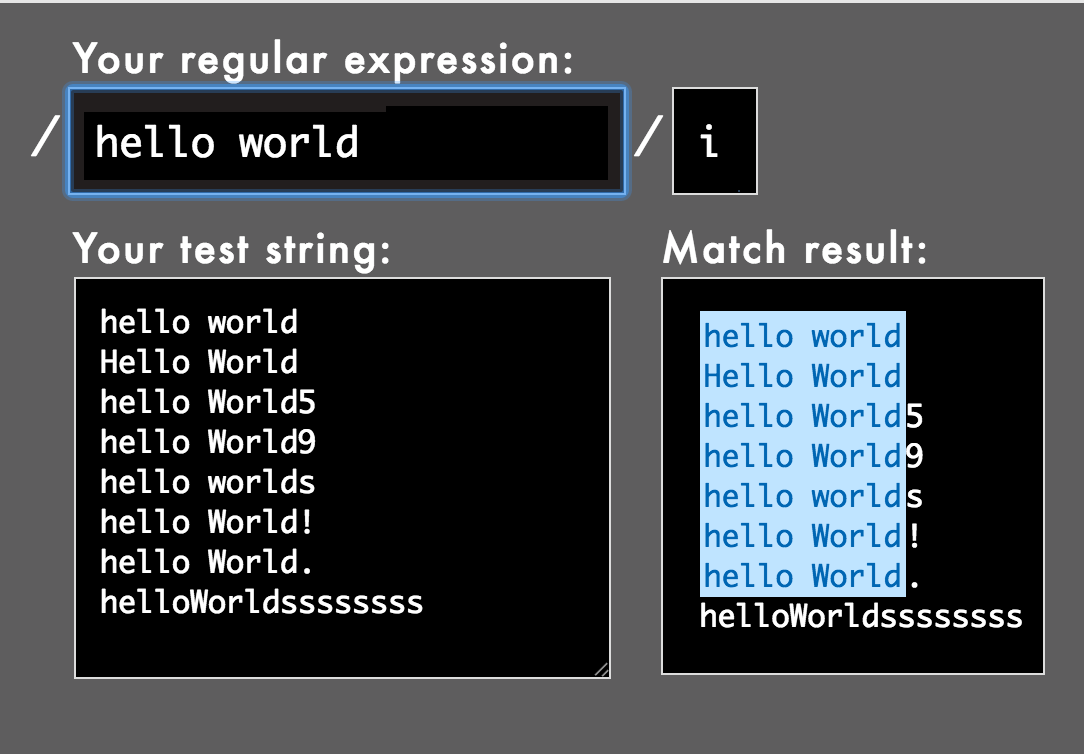 Your regular expression:
/ hello world / i
Your test string:
hello world
Hello World
hello World5
hello World9
hello worlds
hello World!
hello World.
helloWorldssssssss
Match result:
hello world
Hello World
hello World5
hello World9
hello worlds
hello World!
hello World.
helloWorldssssssss